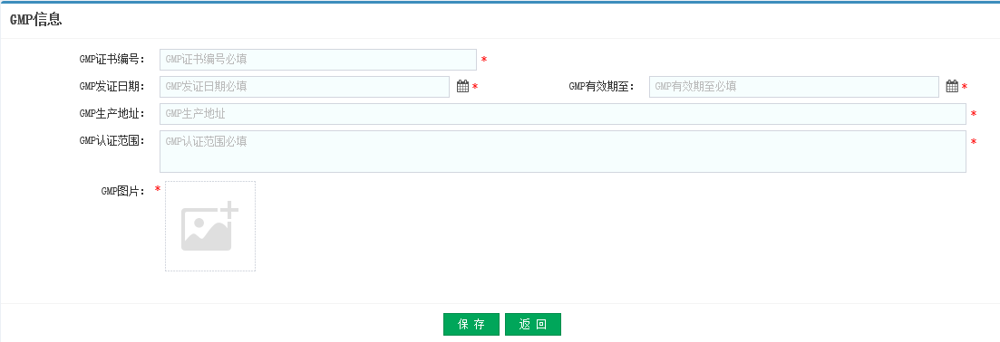 GMP信息
GMP证书编号： GMP证书编号必填 *
GMP发证日期： GMP发证日期必填 * GMP有效期至： GMP有效期至必填 *
GMP生产地址： GMP生产地址 *
GMP认证范围： GMP认证范围必填 *
GMP图片： *
保 存 返 回